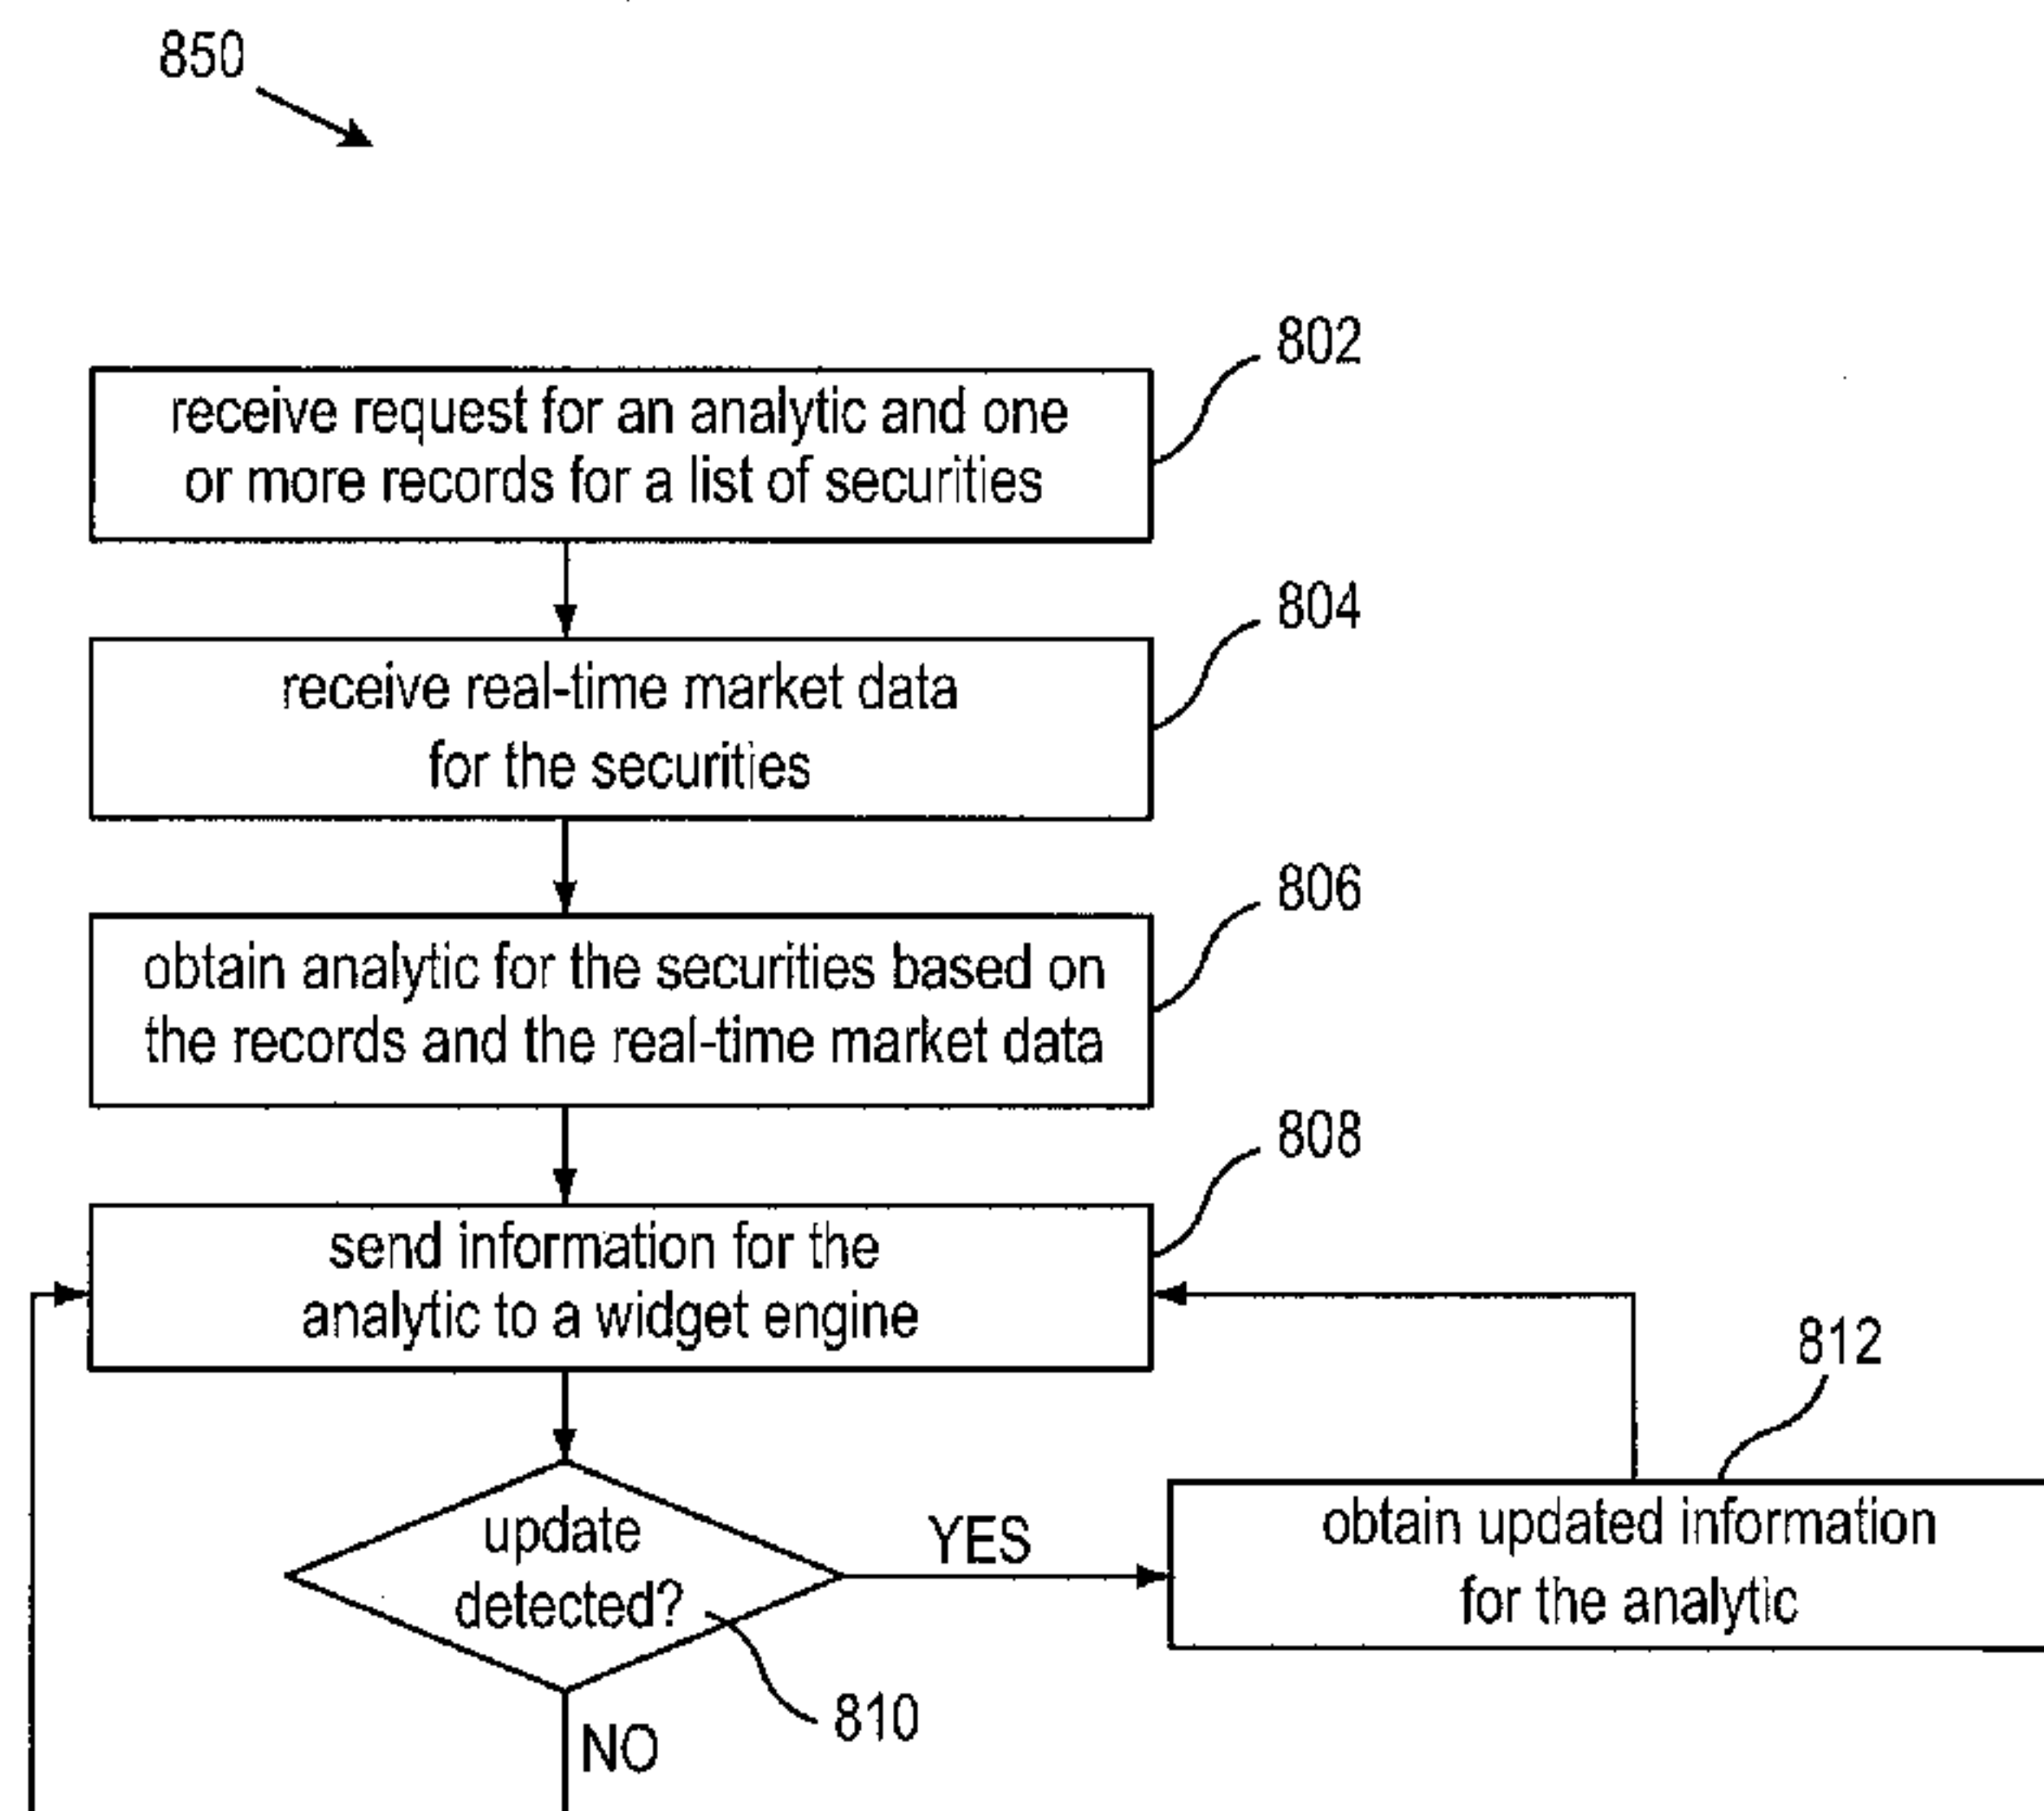 850
802
receive request for an analytic and one
or more records for a list of securities
804
receive real-time market data
for the securities
806
obtain analytic for the securities based on
the records and the real-time market data
808
send information for the
analytic to a widget engine
812
update
detected?
YES
obtain updated information
for the analytic
810
NO